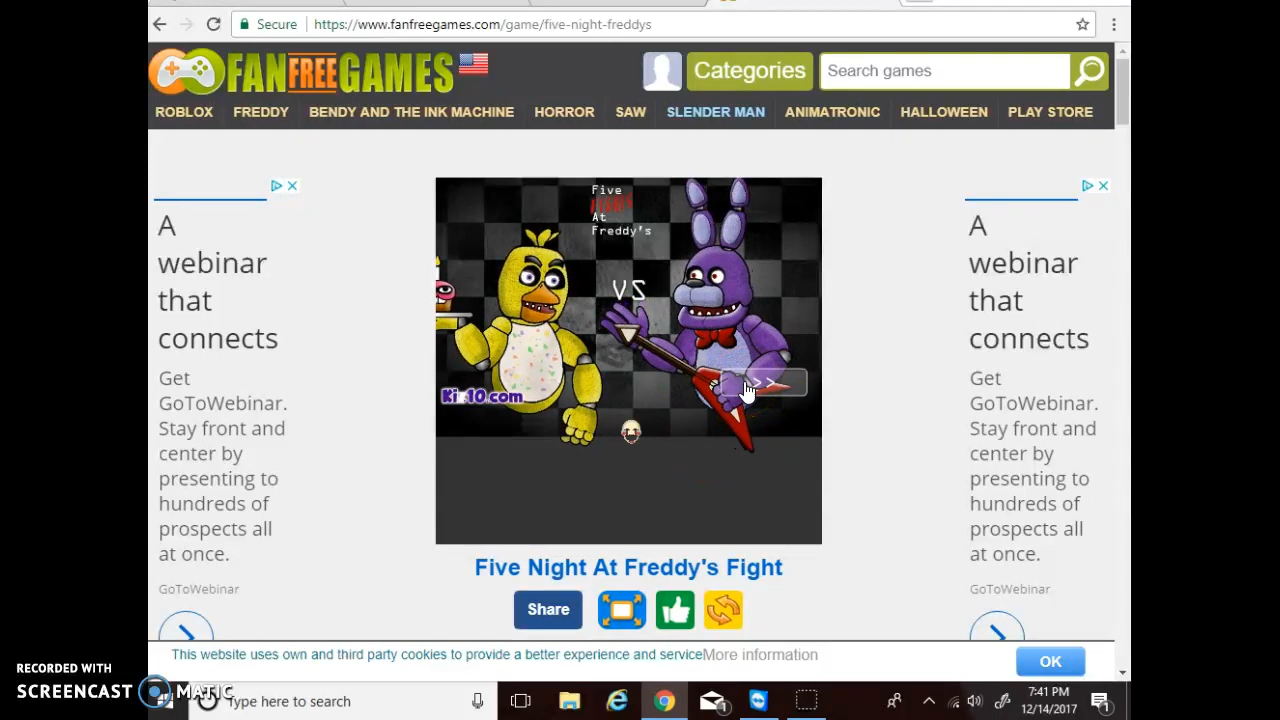 Secure https://www.fanfreegames.com/game/five-night-freddys
FANFREEGAMES
Categories
Search games
ROBLOX FREDDY BENDY AND THE INK MACHINE HORROR SAW SLENDER MAN ANIMATRONIC HALLOWEEN PLAY STORE
A
webinar
that
connects
Get
GoToWebinar.
Stay front and
center by
presenting to
hundreds of
prospects all
at once.
GoToWebinar
Five
At
Freddy's
VS
>>
Five Night At Freddy's Fight
Share
A
webinar
that
connects
Get
GoToWebinar.
Stay front and
center by
presenting to
hundreds of
prospects all
at once.
GoToWebinar
This website uses own and third party cookies to provide a better experience and serviceMore information
OK
RECORDED WITH
SCREENCAST MATIC
Type here to search
1
7:41 PM
12/14/2017
1